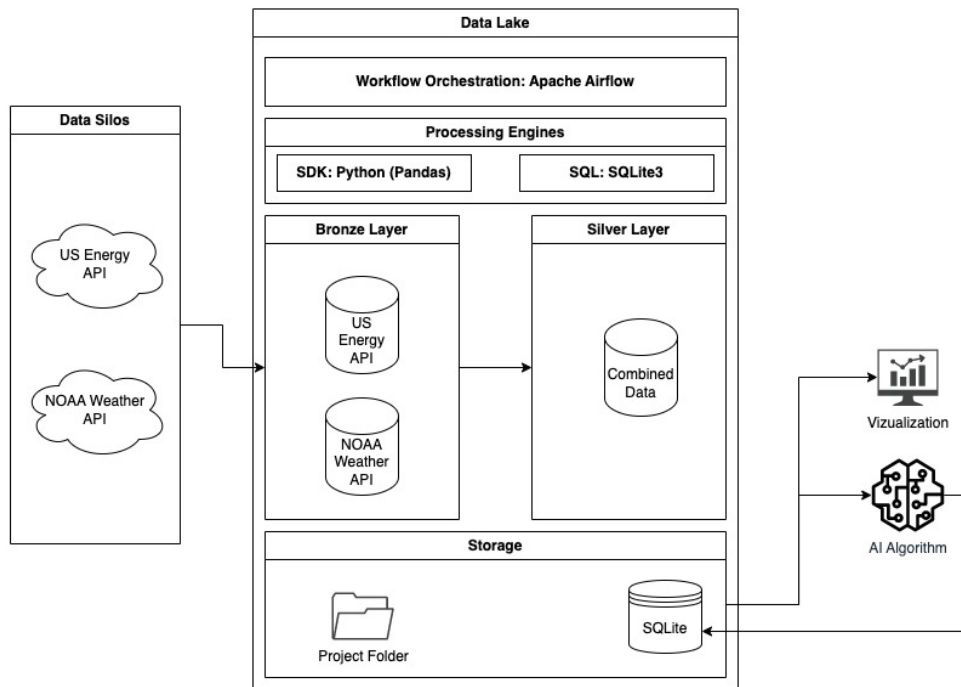 Data Lake
Workflow Orchestration: Apache Airflow
Data Silos
Processing Engines
SDK: Python (Pandas)
SQL: SQLite3
US Energy
API
NOAA Weather
API
Bronze Layer
US
Energy
API
NOAA
Weather
API
Silver Layer
Combined
Data
Vizualization
AI Algorithm
Storage
Project Folder
SQLite